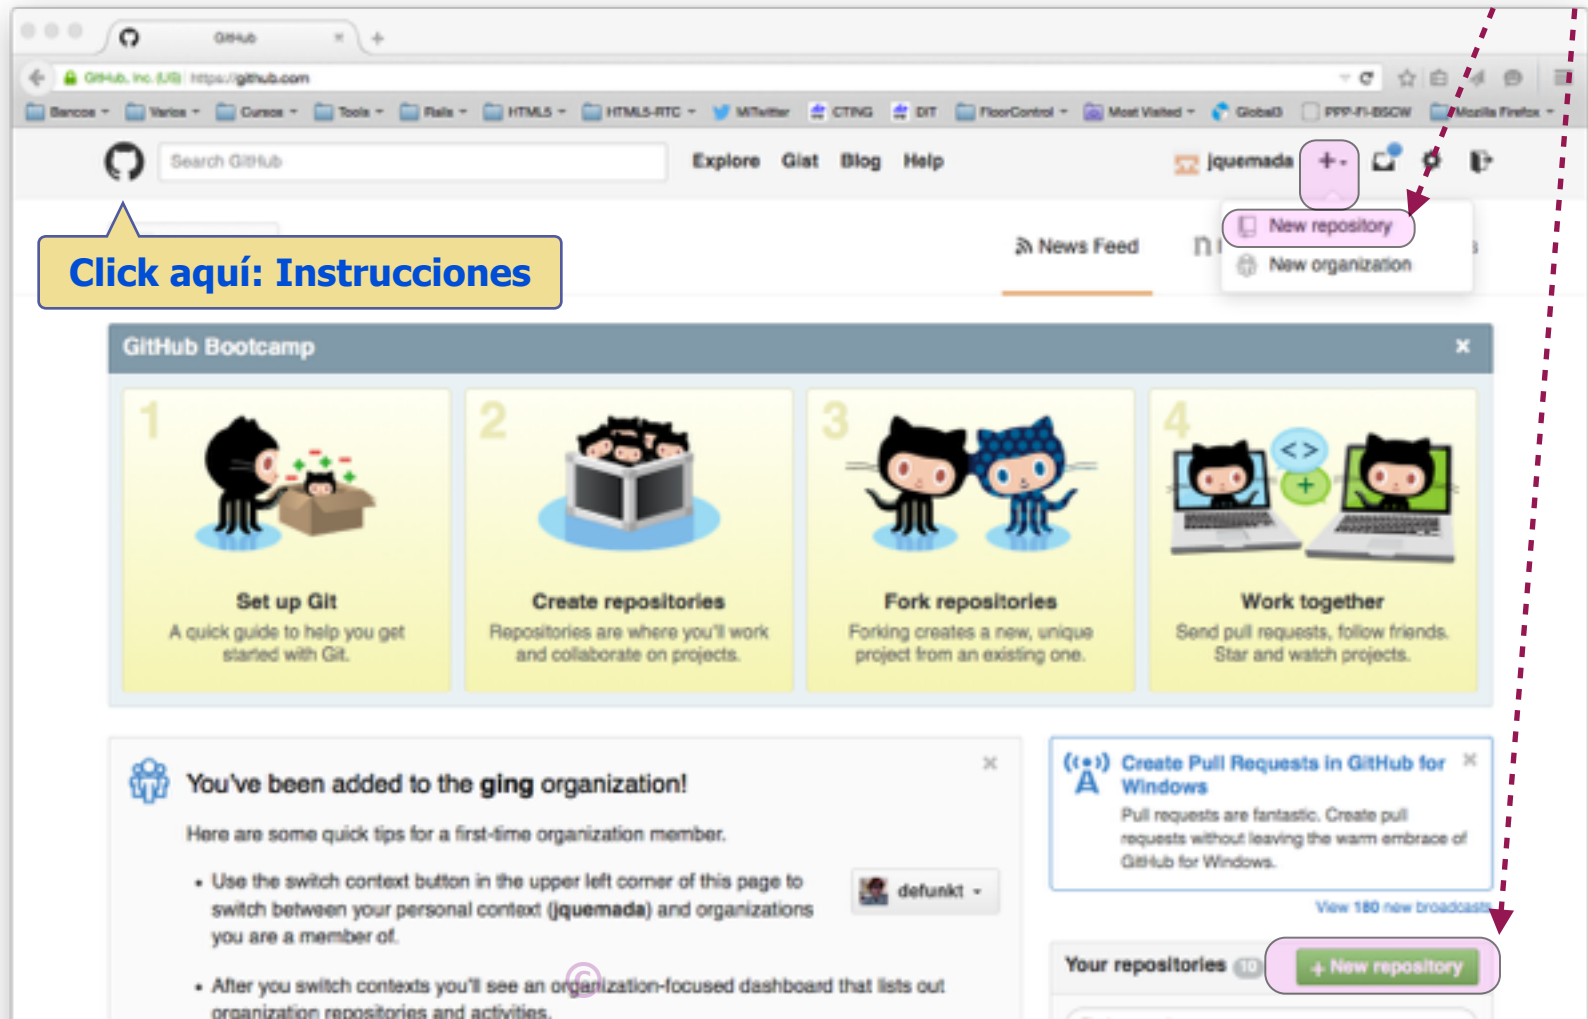 GitHub
GitHub, Inc. (US) https://github.com
Bancos Varios Cursos Tools Rails HTML5 HTML5-RTC MiTwitter CTING DIT FloorControl Most Visited Global3 PPP-FI-BSCW Mozilla Firefox
Search GitHub Explore Gist Blog Help jquemada
New repository
New organization
News Feed
Click aquí: Instrucciones
GitHub Bootcamp
1 2 3 4
Set up Git
A quick guide to help you get
started with Git.
Create repositories
Repositories are where you'll work
and collaborate on projects.
Fork repositories
Forking creates a new, unique
project from an existing one.
Work together
Send pull requests, follow friends.
Star and watch projects.
You've been added to the ging organization!
Here are some quick tips for a first-time organization member.
• Use the switch context button in the upper left corner of this page to
switch between your personal context (jquemada) and organizations
you are a member of.
defunkt
• After you switch contexts you'll see an organization-focused dashboard that lists out
organization repositories and activities.
©
Create Pull Requests in GitHub for
Windows
Pull requests are fantastic. Create pull
requests without leaving the warm embrace of
GitHub for Windows.
View 180 new broadcasts
Your repositories 10 + New repository